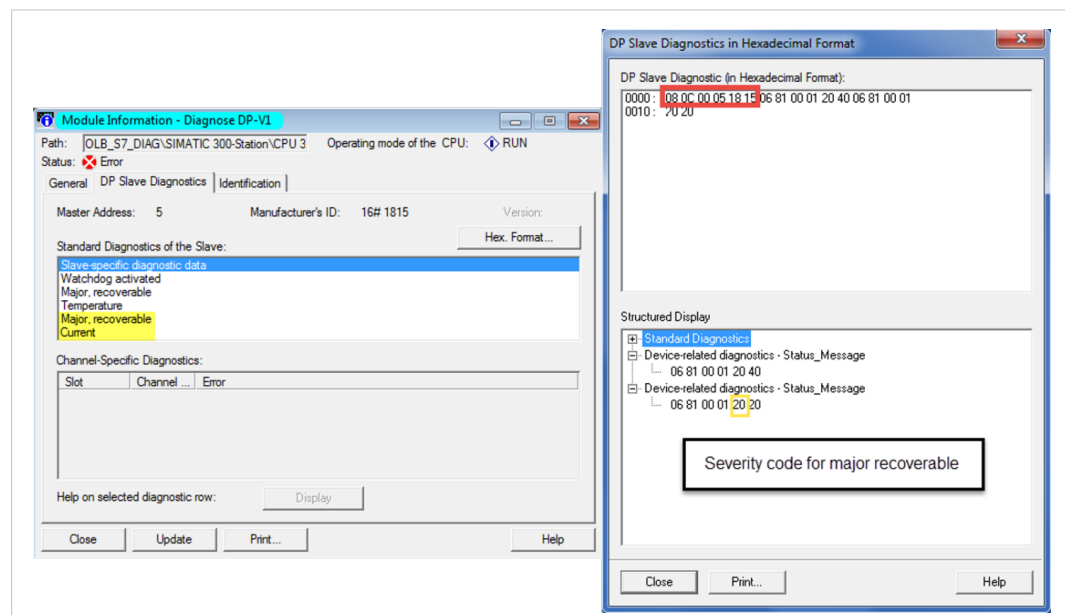 Module Information - Diagnose DP-V1
Path: OLB_S7_DIAG\SIMATIC 300-Station\CPU 3 Operating mode of the CPU: RUN
Status: Error
General DP Slave Diagnostics Identification
Master Address: 5 Manufacturer's ID: 16# 1815 Version:
Standard Diagnostics of the Slave: Hex. Format...
Slave-specific diagnostic data
Watchdog activated
Major, recoverable
Temperature
Major, recoverable
Current
Channel-Specific Diagnostics:
Slot Channel ... Error
Help on selected diagnostic row: Display
Close Update Print... Help
DP Slave Diagnostics in Hexadecimal Format
DP Slave Diagnostic (in Hexadecimal Format):
0000 : 08 0C 00 05 18 15 06 81 00 01 20 40 06 81 00 01
0010 : 20 20
Structured Display
Standard Diagnostics
Device-related diagnostics - Status_Message
06 81 00 01 20 40
Device-related diagnostics - Status_Message
06 81 00 01 20 20
Severity code for major recoverable
Close Print... Help